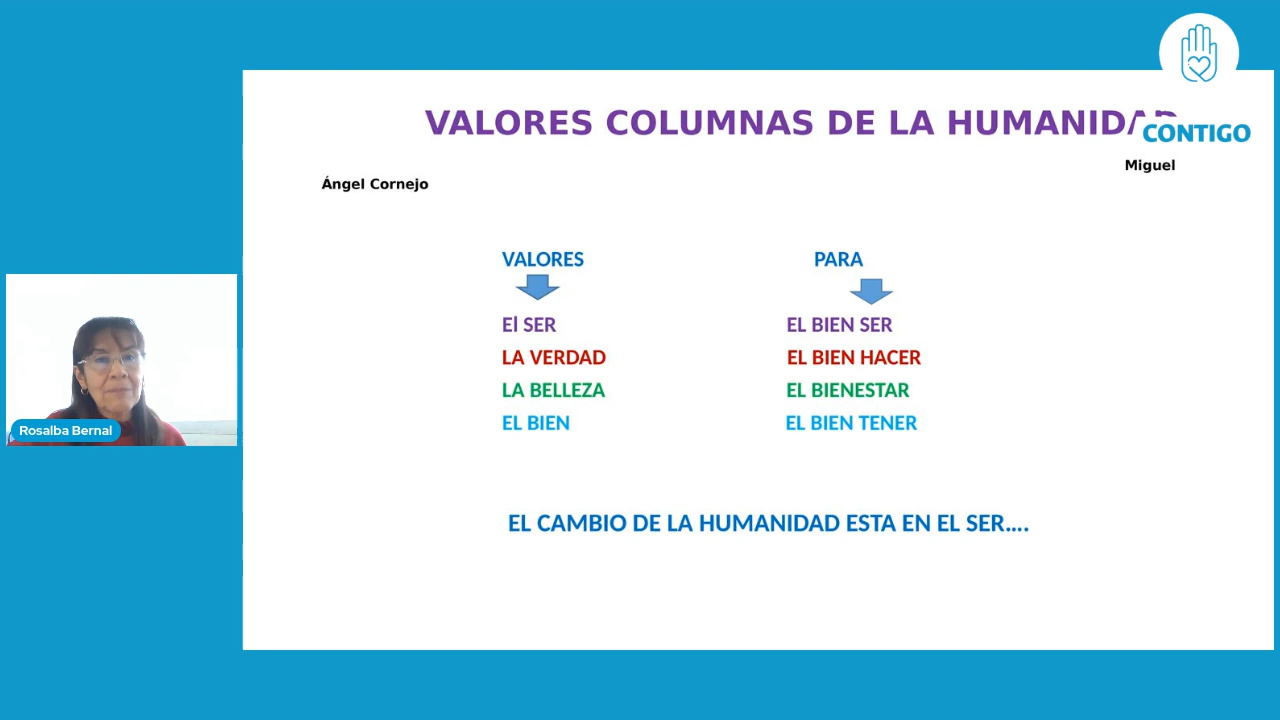 VALORES COLUMNAS DE LA HUMANIDAD
CONTIGO
Miguel
Ángel Cornejo
VALORES PARA
El SER EL BIEN SER
LA VERDAD EL BIEN HACER
LA BELLEZA EL BIENESTAR
EL BIEN EL BIEN TENER
Rosalba Bernal
EL CAMBIO DE LA HUMANIDAD ESTA EN EL SER....